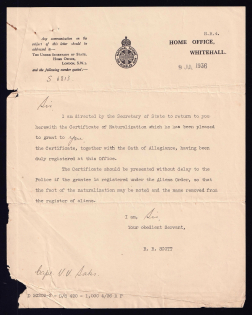 Any communication on the
subject of this letter should be
addressed to—
THE UNDER SECRETARY OF STATE,
HOME OFFICE,
LONDON, S.W.1.
and the following number quoted:—
HOME OFFICE,
WHITEHALL.
1938
Sir
I am directed by the Secretary of State to return to you
herewith the Certificate of Naturalisation which he has been pleased
to grant to you
the Certificate, together with the Oath of Allegiance, having been
duly registered at this Office.
The Certificate should be presented without delay to the
Police if the grantee is registered under the Aliens Order, so that
the fact of the naturalisation may be noted and the name removed
from the register of aliens.
I am, Sir,
Your obedient Servant,
SCOTT